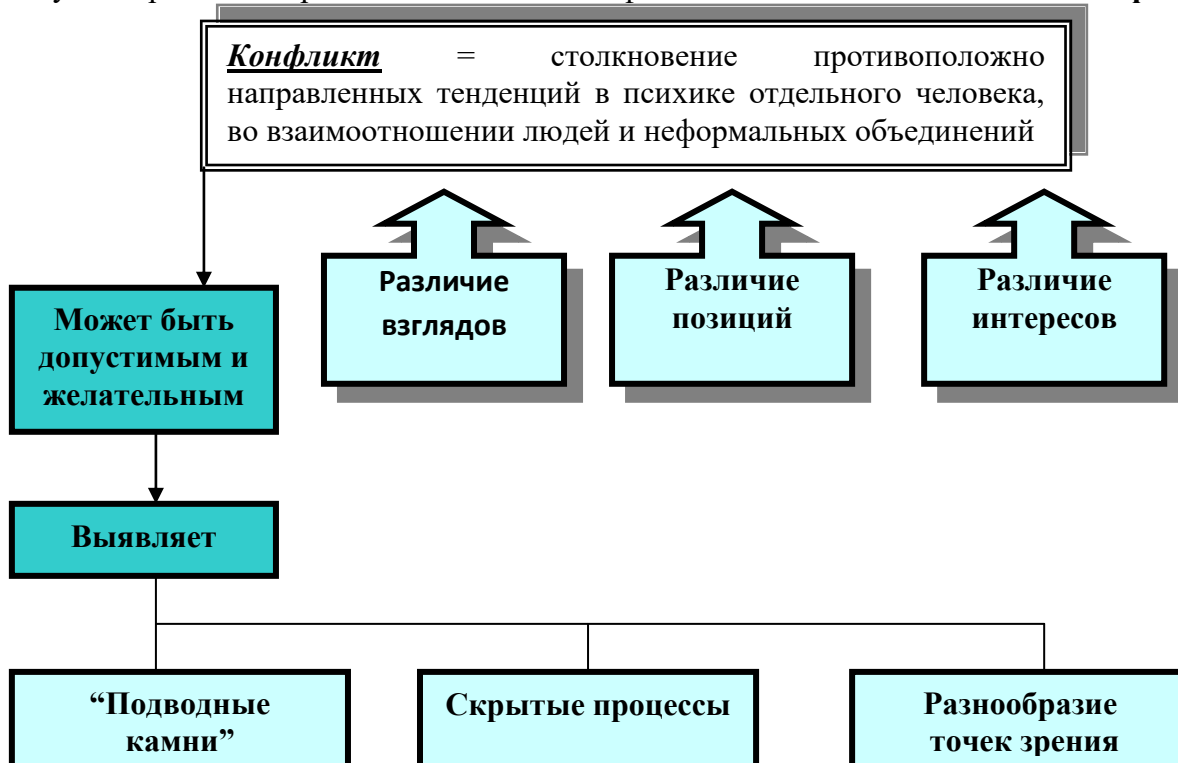 Конфликт = столкновение противоположно
направленных тенденций в психике отдельного человека,
во взаимоотношении людей и неформальных объединений
Различие
взглядов
Различие
позиций
Различие
интересов
Может быть
допустимым и
желательным
Выявляет
“Подводные
камни”
Скрытые процессы
Разнообразие
точек зрения